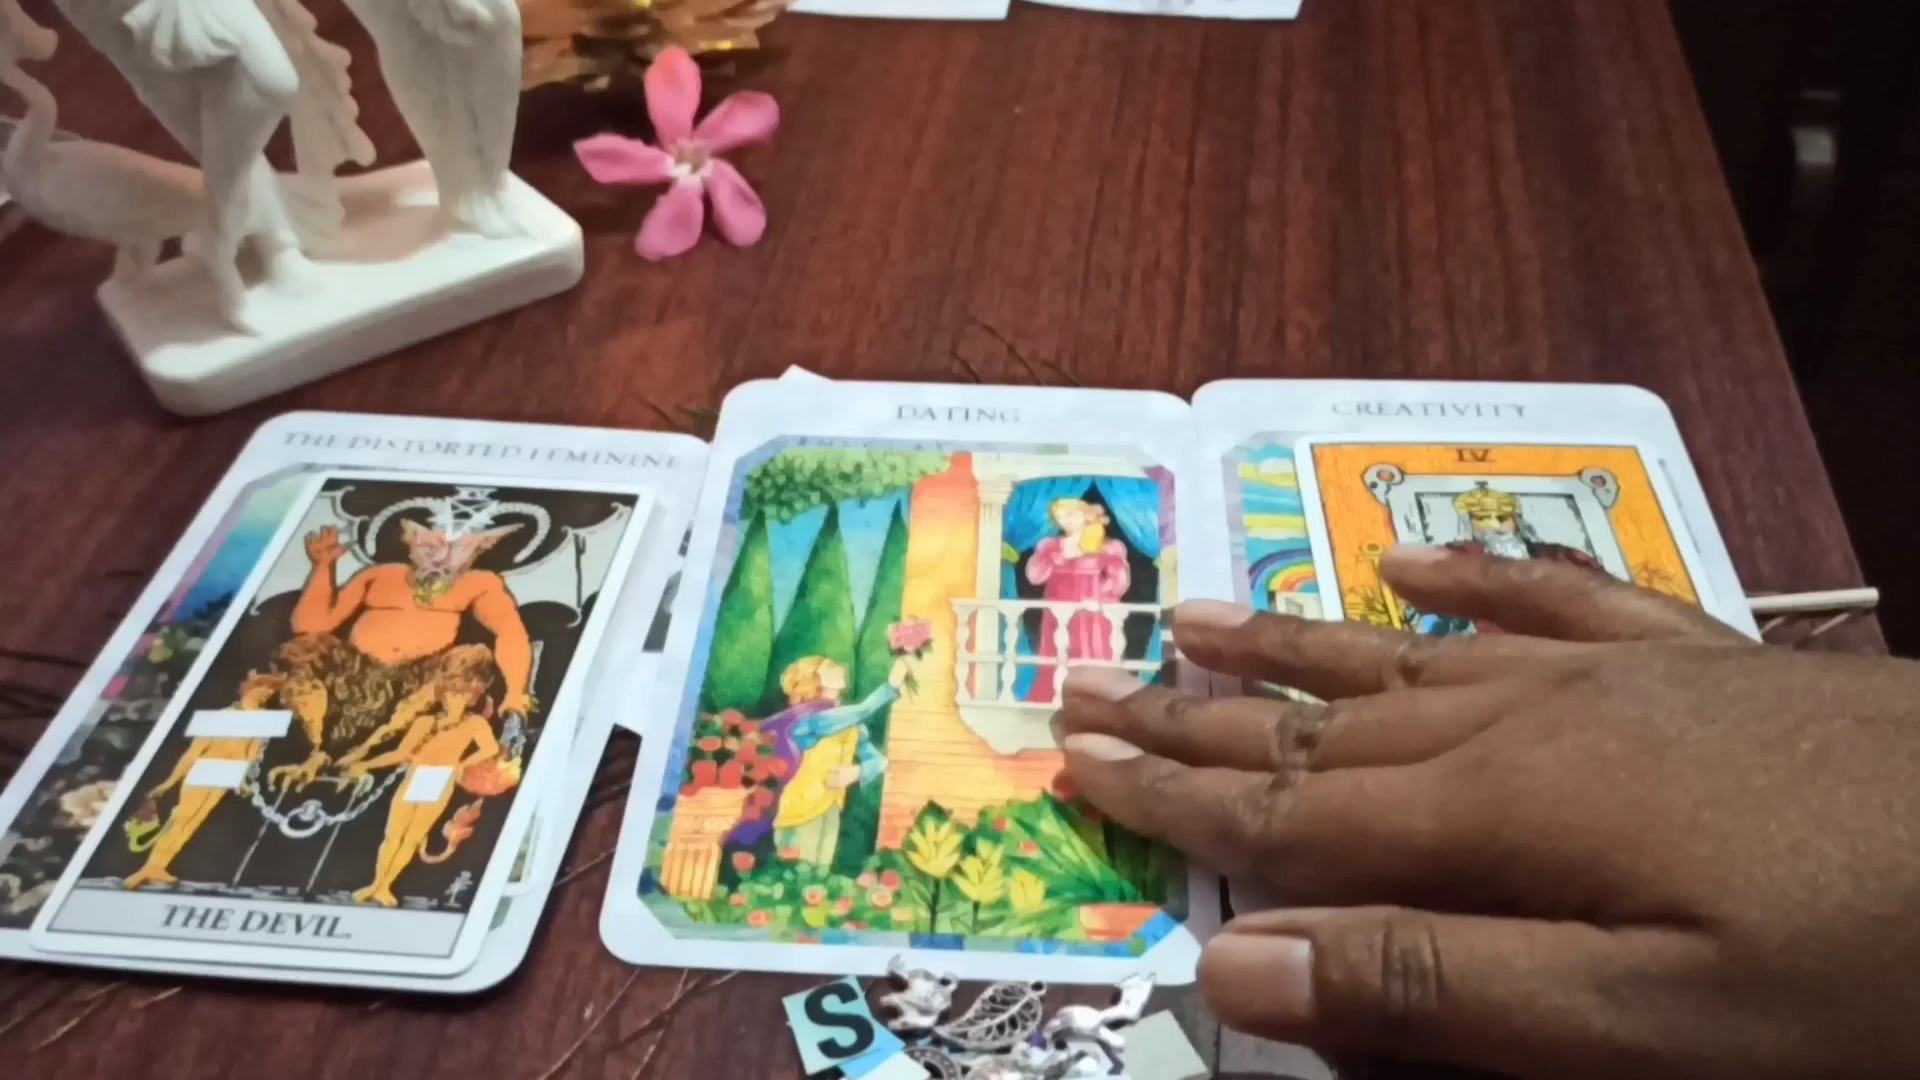 THE DISTORTED FEMININE
DATING
CREATIVITY
IV
THE DEVIL.
S